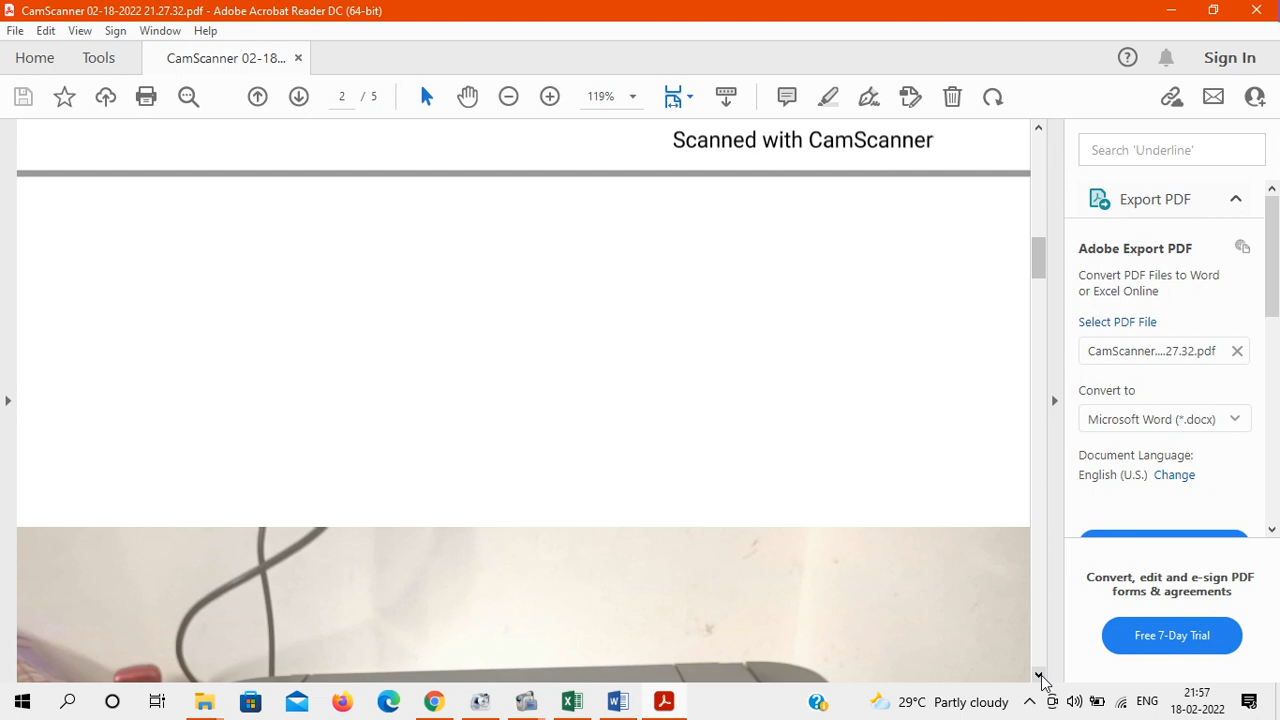 CamScanner 02-18-2022 21.27.32.pdf - Adobe Acrobat Reader DC (64-bit)
File Edit View Sign Window Help
Home Tools CamScanner 02-18... Sign In
2 / 5 119%
Scanned with CamScanner
Search 'Underline'
Export PDF
Adobe Export PDF
Convert PDF Files to Word
or Excel Online
Select PDF File
CamScanner....27.32.pdf
Convert to
Microsoft Word (*.docx)
Document Language:
English (U.S.) Change
Convert, edit and e-sign PDF
forms & agreements
Free 7-Day Trial
29°C Partly cloudy ENG 21:57
18-02-2022